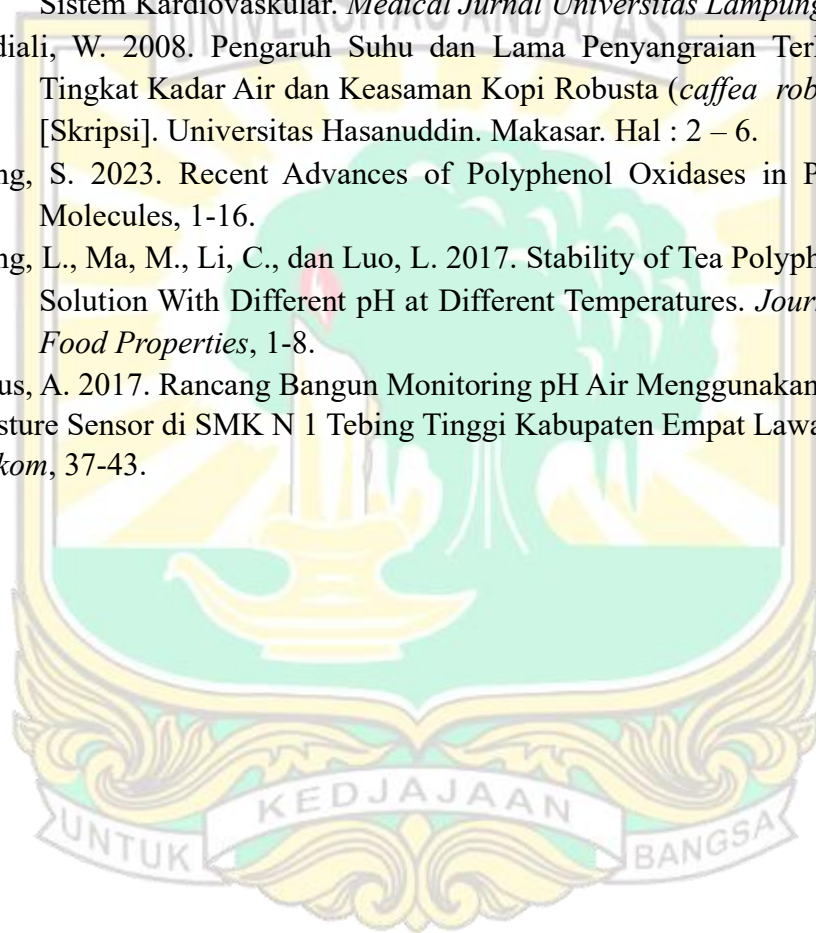 Sistem Kardiovaskular. Medical Jurnal Universitas Lampung
diali, W. 2008. Pengaruh Suhu dan Lama Penyangraian Ter
Tingkat Kadar Air dan Keasaman Kopi Robusta (caffea rob
[Skripsi]. Universitas Hasanuddin. Makasar. Hal : 2 – 6.
ng, S. 2023. Recent Advances of Polyphenol Oxidases in P
Molecules, 1-16.
ng, L., Ma, M., Li, C., dan Luo, L. 2017. Stability of Tea Polyph
Solution With Different pH at Different Temperatures. Jour
Food Properties, 1-8.
us, A. 2017. Rancang Bangun Monitoring pH Air Menggunakan
sture Sensor di SMK N 1 Tebing Tinggi Kabupaten Empat Lawa
kom, 37-43.
UNIVERSITAS ANDALAS
UNTUK KEDJAJAAN BANGSA